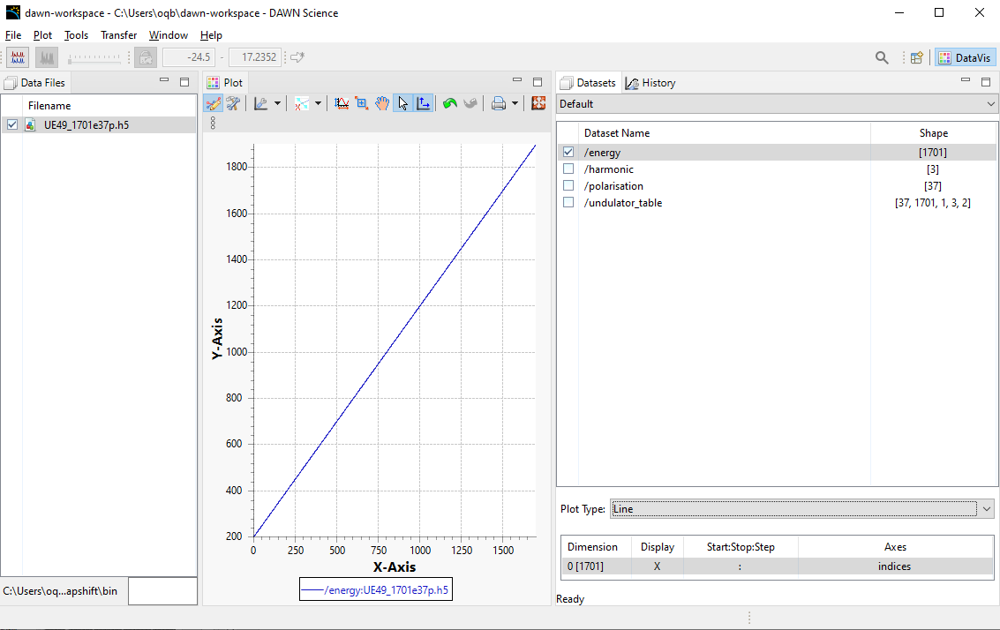 dawn-workspace - C:\Users\oqb\dawn-workspace - DAWN Science
File Plot Tools Transfer Window Help
-24.5 - 17.2352
DataVis
Data Files
Filename
UE49_1701e37p.h5
C:\Users\oq...apshift\bin
Plot
Y-Axis
1800
1600
1400
1200
1000
800
600
400
200
0 250 500 750 1000 1250 1500
X-Axis
/energy:UE49_1701e37p.h5
Datasets History
Default
Dataset Name Shape
/energy [1701]
/harmonic [3]
/polarisation [37]
/undulator_table [37, 1701, 1, 3, 2]
Plot Type: Line
Dimension Display Start:Stop:Step Axes
0 [1701] X : indices
Ready